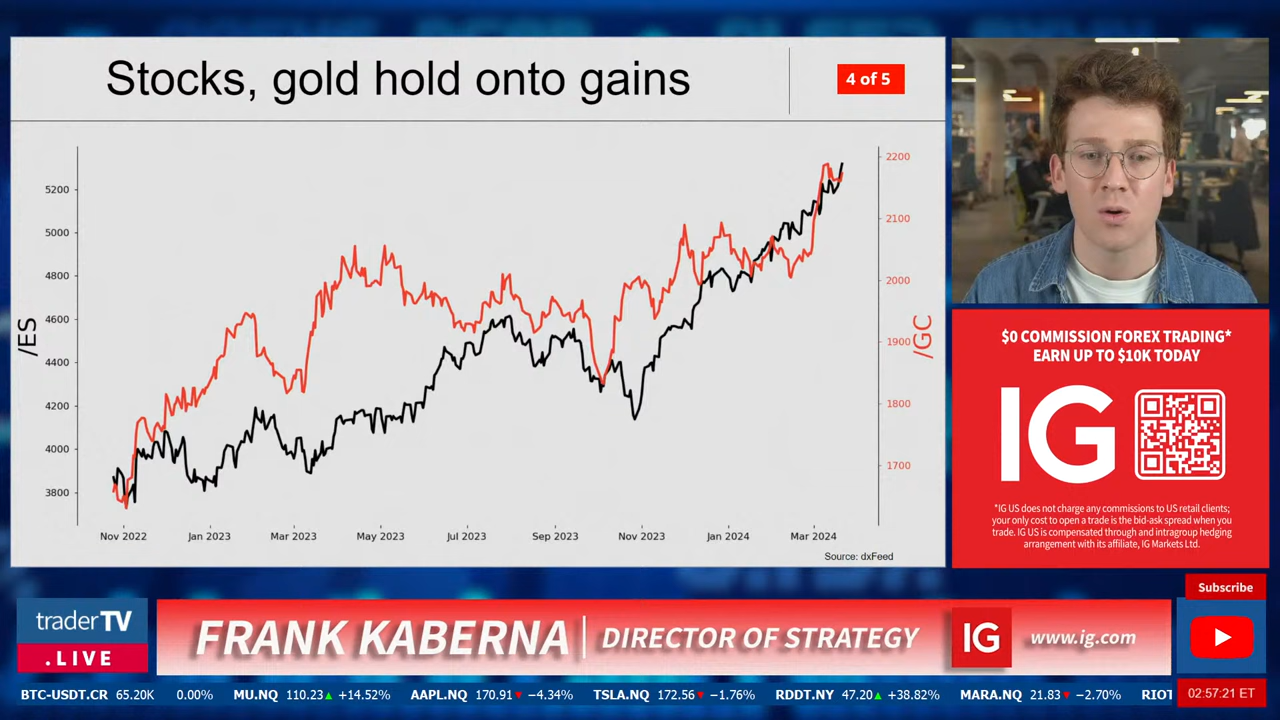 Stocks, gold hold onto gains
4 of 5
/ES
5200
5000
4800
4600
4400
4200
4000
3800
2200
2100
2000
1900
1800
1700
/GC
Nov 2022 Jan 2023 Mar 2023 May 2023 Jul 2023 Sep 2023 Nov 2023 Jan 2024 Mar 2024
Source: dxFeed
$0 COMMISSION FOREX TRADING*
EARN UP TO $10K TODAY
IG
*IG US does not charge any commissions to US retail clients;
your only cost to open a trade is the bid-ask spread when you
trade. IG US is compensated through and intragroup hedging
arrangement with its affiliate, IG Markets Ltd.
Subscribe
traderTV
.LIVE
FRANK KABERNA DIRECTOR OF STRATEGY IG www.ig.com
BTC-USDT.CR 65.20K 0.00% MU.NQ 110.23 +14.52% AAPL.NQ 170.91 −4.34% TSLA.NQ 172.56 −1.76% RDDT.NY 47.20 +38.82% MARA.NQ 21.83 −2.70% RIOT
02:57:21 ET